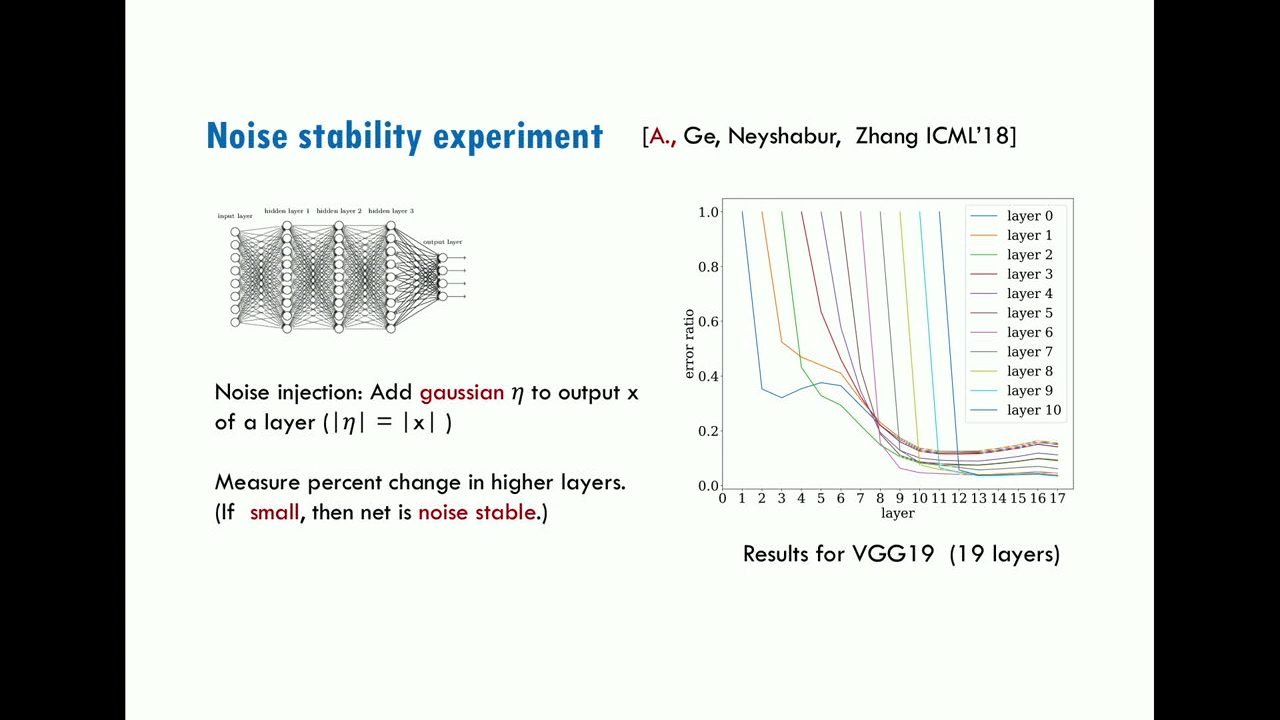 Noise stability experiment
[A., Ge, Neyshabur, Zhang ICML'18]
input layer
hidden layer 1
hidden layer 2
hidden layer 3
output layer
Noise injection: Add gaussian η to output x
of a layer (|η| = |x| )
Measure percent change in higher layers.
(If small, then net is noise stable.)
error ratio
1.0
0.8
0.6
0.4
0.2
0.0
0 1 2 3 4 5 6 7 8 9 10 11 12 13 14 15 16 17
layer
layer 0
layer 1
layer 2
layer 3
layer 4
layer 5
layer 6
layer 7
layer 8
layer 9
layer 10
Results for VGG19 (19 layers)